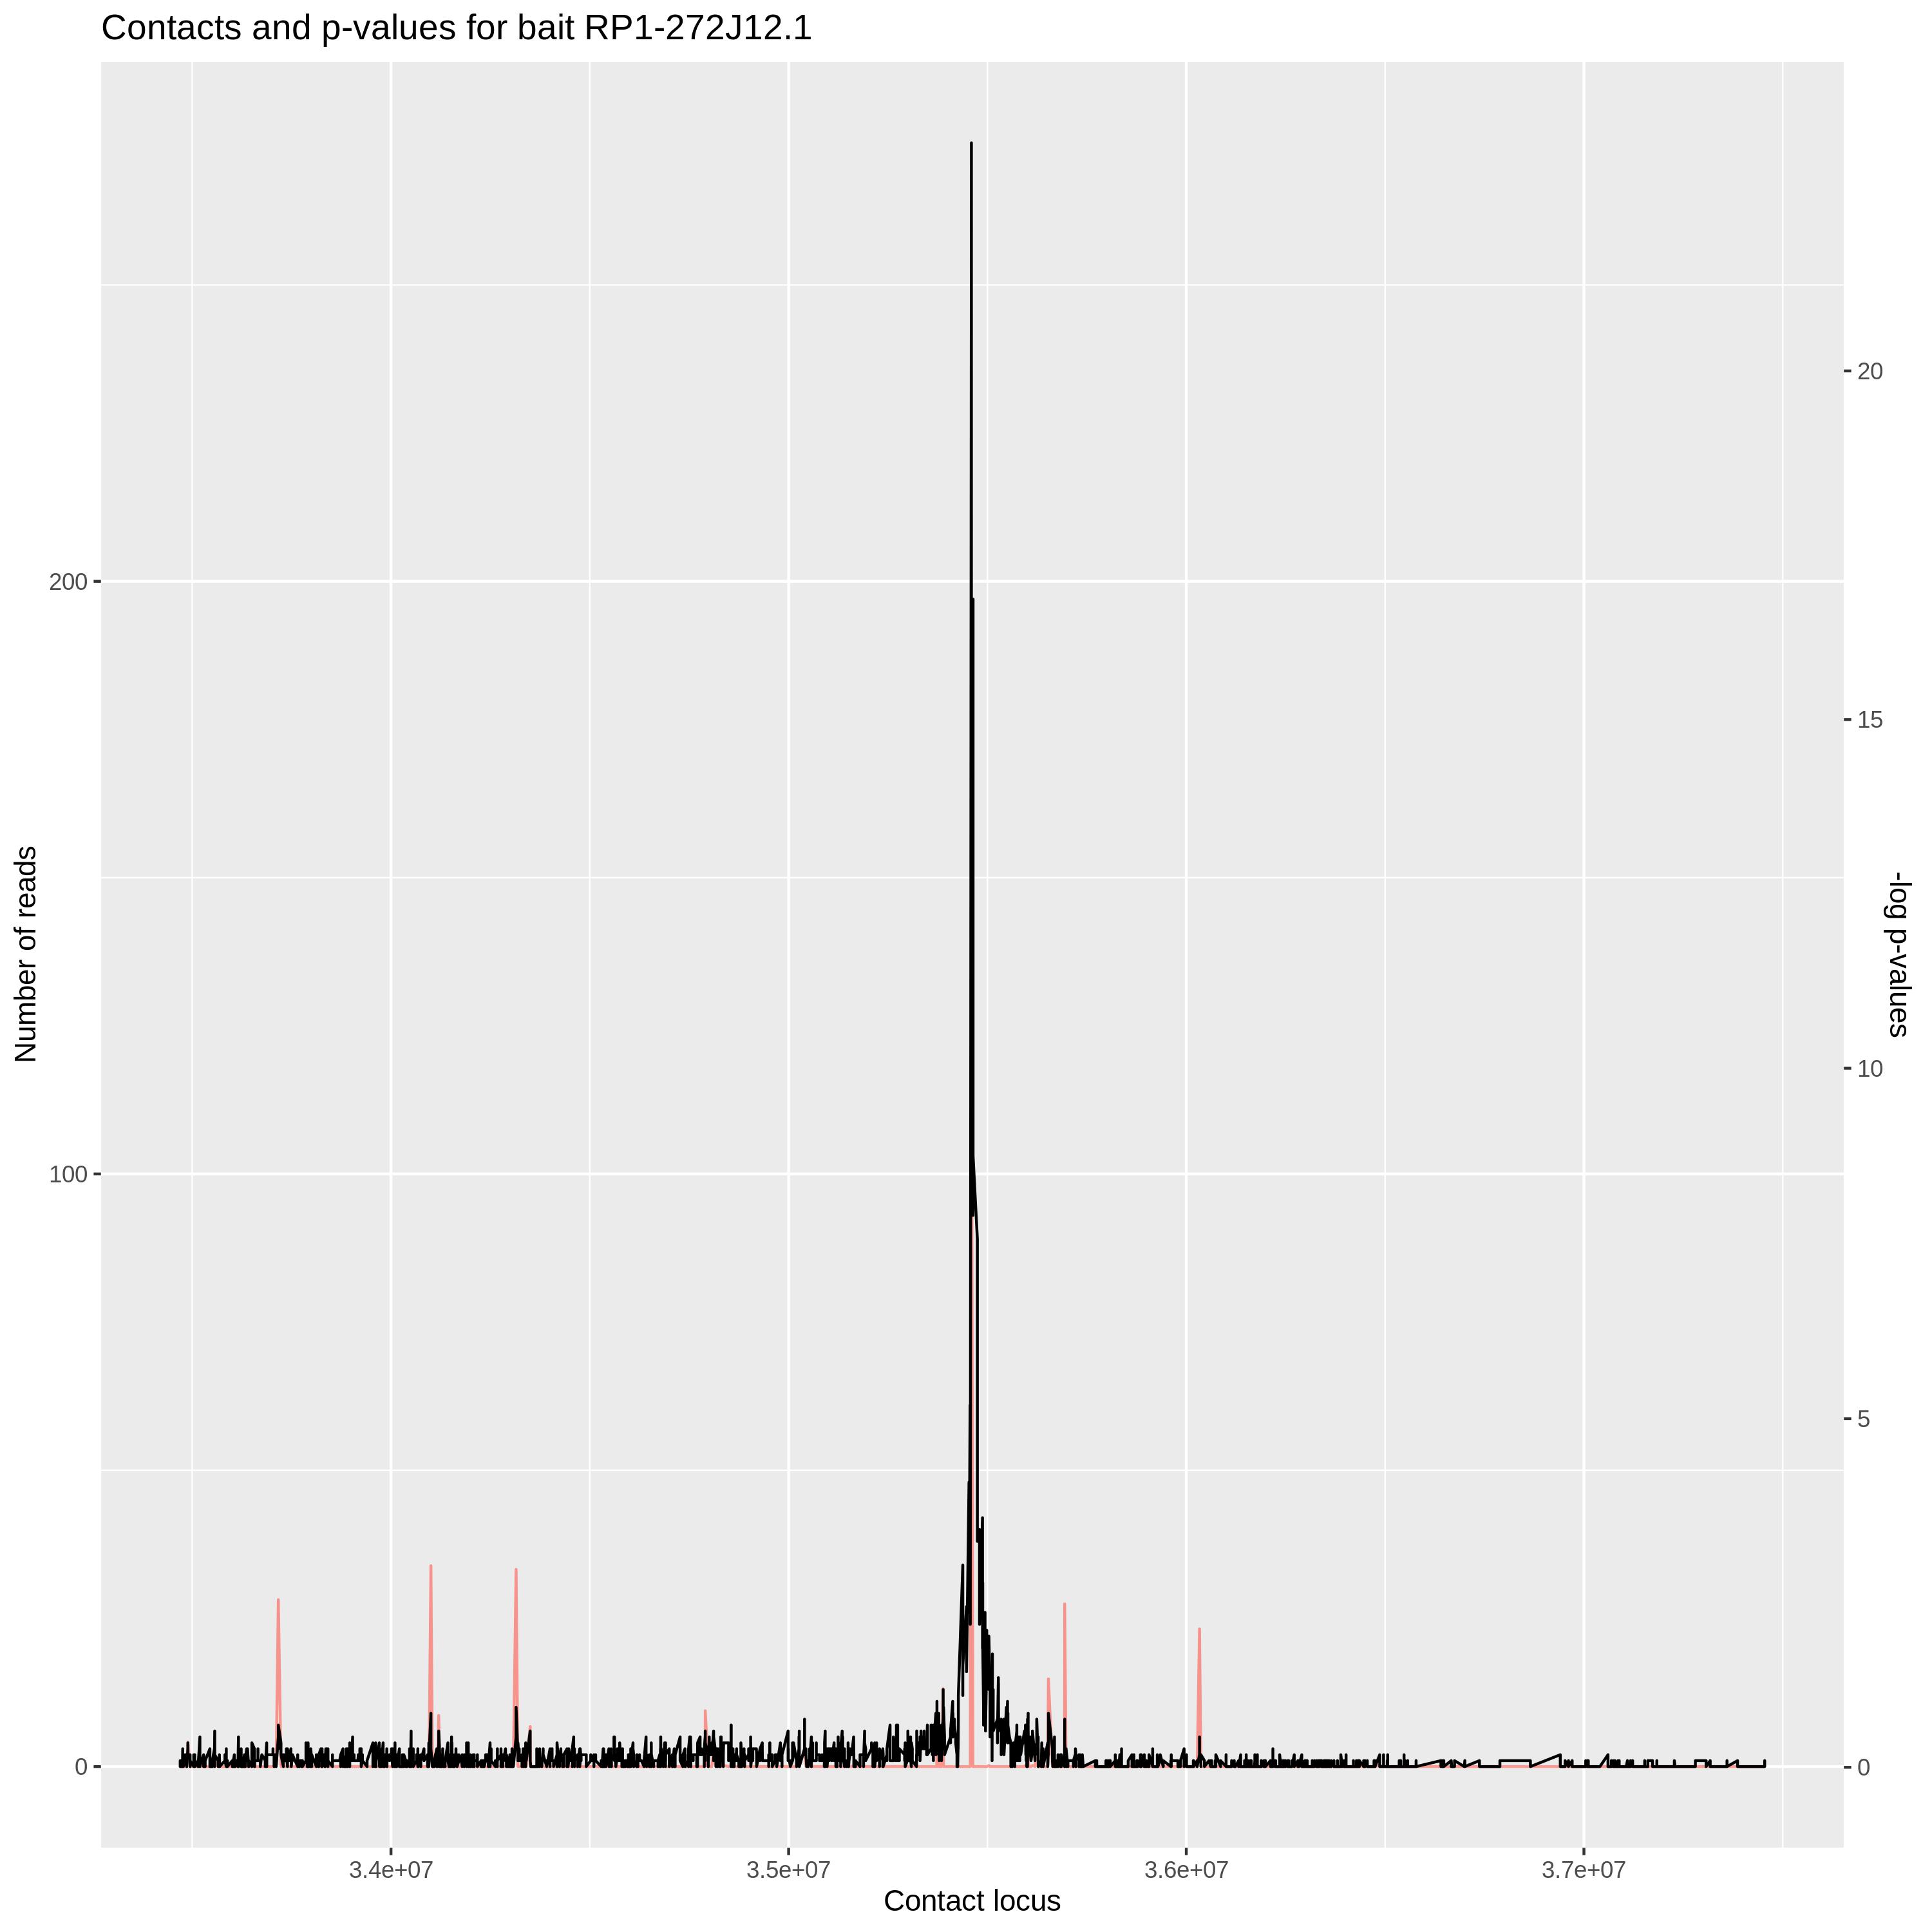 Contacts and p-values for bait RP1-272J12.1
Number of reads
200
100
0
20
15
10
5
0
-log p-values
3.4e+07
3.5e+07
3.6e+07
3.7e+07
Contact locus